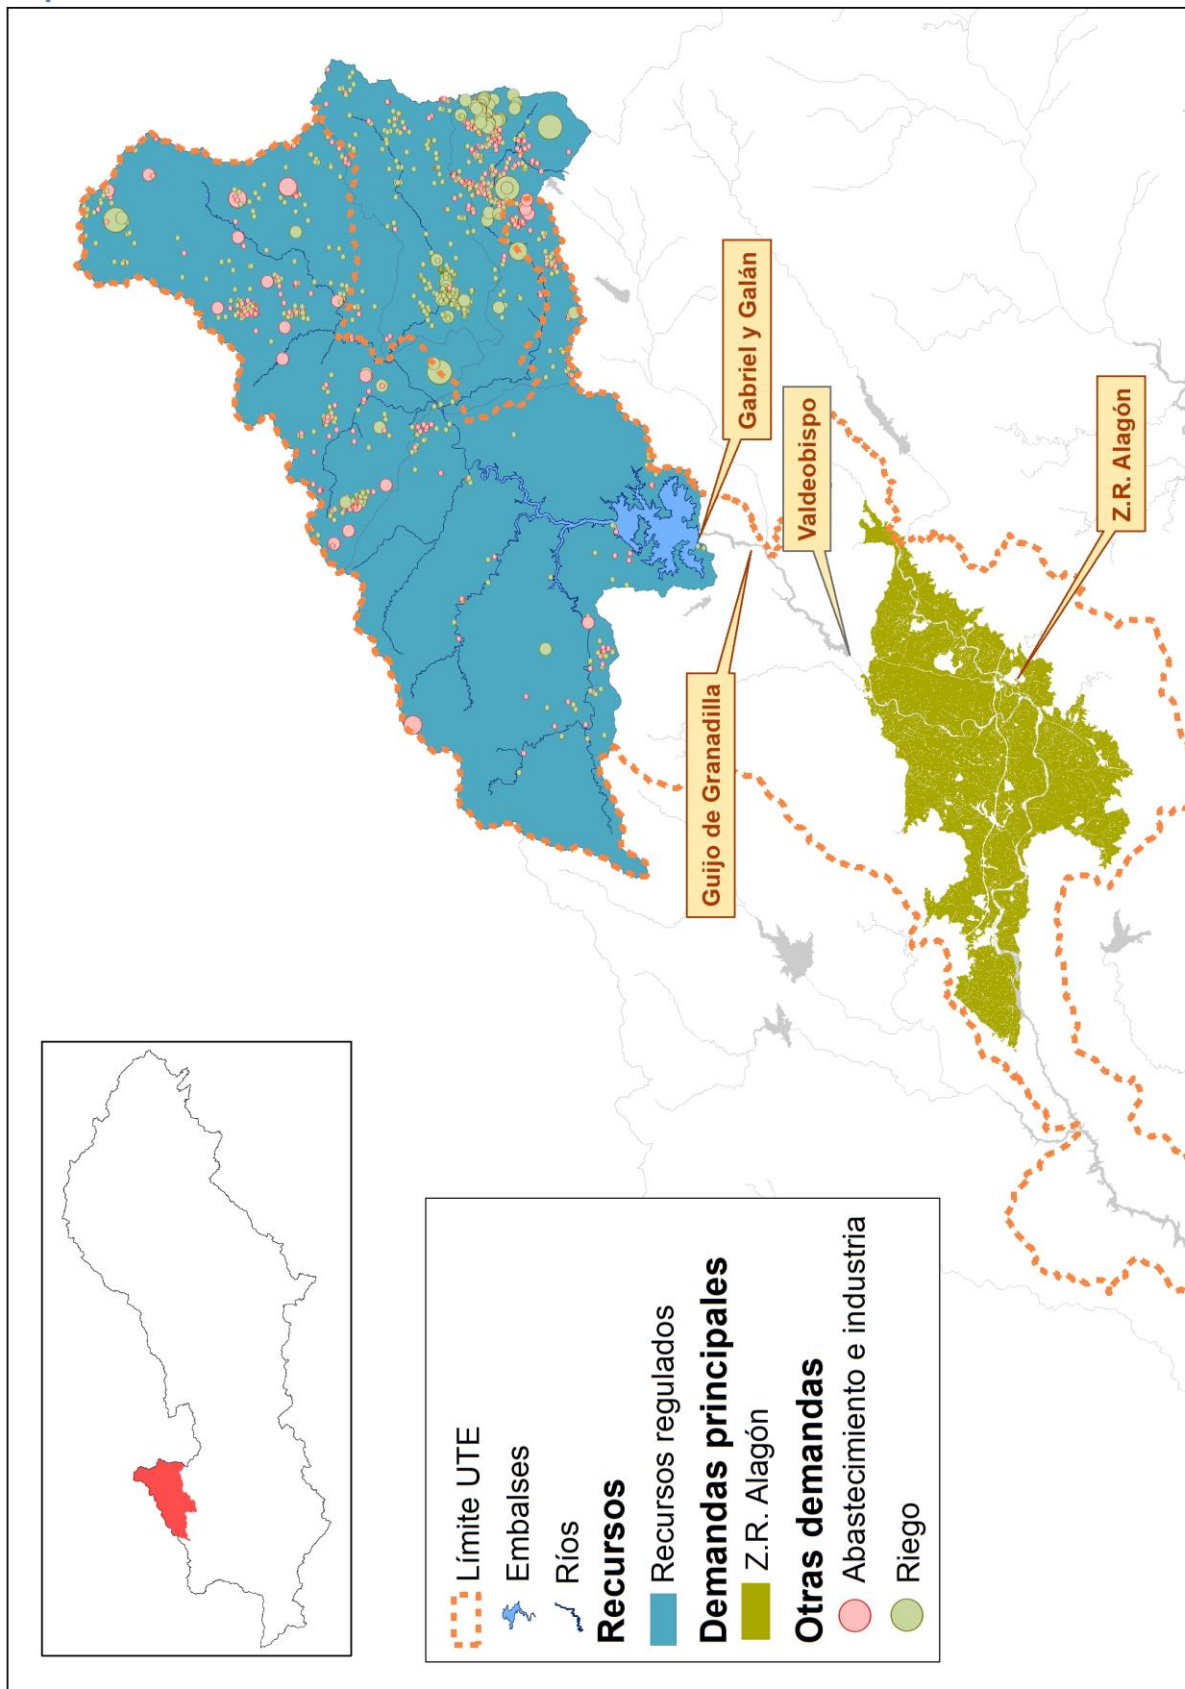 Límite UTE
Embalses
Ríos
Recursos
Recursos regulados
Demandas principales
Z.R. Alagón
Otras demandas
Abastecimiento e industria
Riego
Guijo de Granadilla
Valdeobispo
Gabriel y Galán
Z.R. Alagón